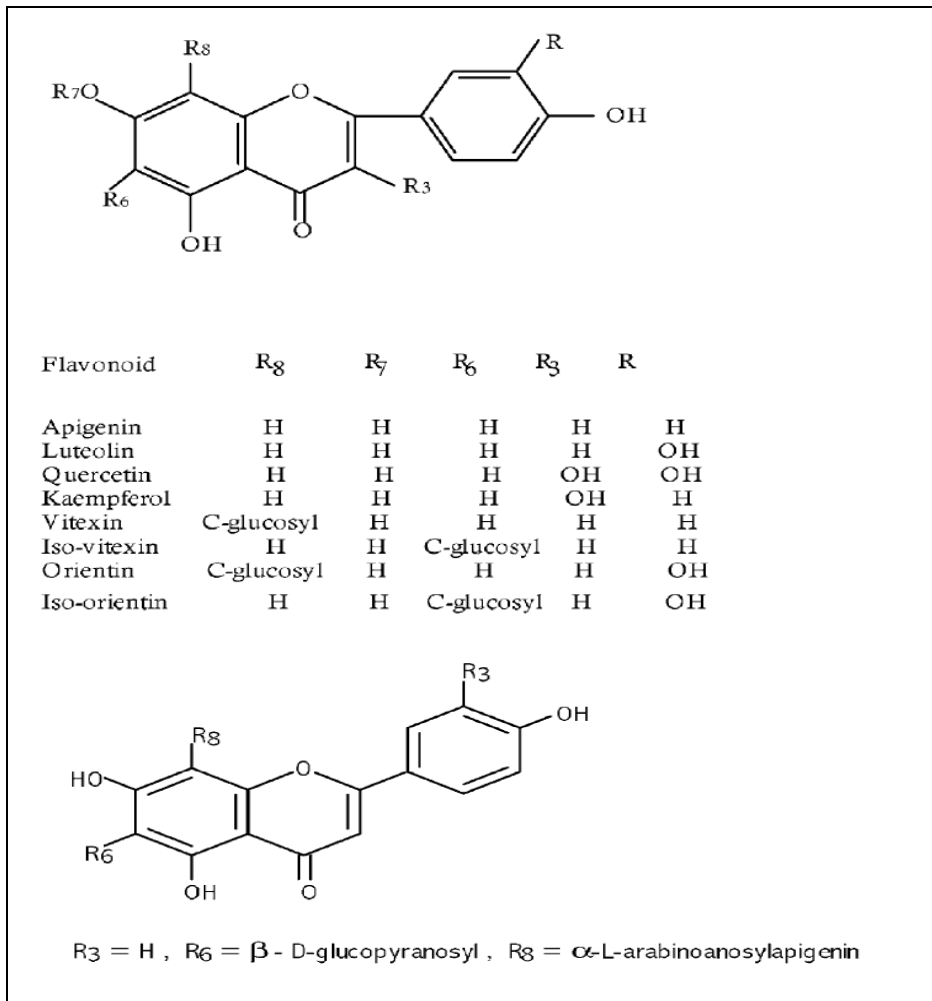 R8
R
R7O
O
OH
R6
R3
OH
O
Flavonoid R8 R7 R6 R3 R
Apigenin H H H H H
Luteolin H H H H OH
Quercetin H H H OH OH
Kaempferol H H H OH H
Vitexin C-glucosyl H H H H
Iso-vitexin H H C-glucosyl H H
Orientin C-glucosyl H H H OH
Iso-orientin H H C-glucosyl H OH
R3
OH
R8
HO
O
R6
OH
O
R3 = H , R6 = β - D-glucopyranosyl , R8 = α-L-arabinoanosylapigenin